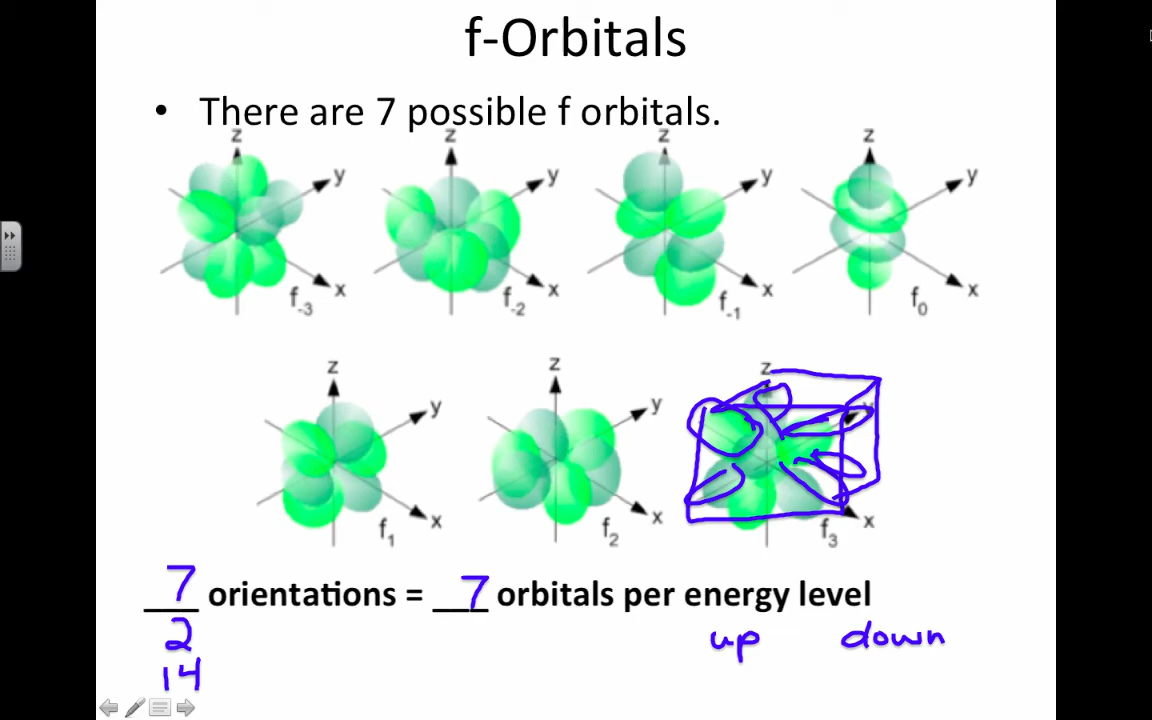 f-Orbitals
• There are 7 possible f orbitals.
z z z z
y y y y
x x x x
f-3 f-2 f-1 f0
z z z
y y y
x x x
f1 f2 f3
7 orientations = 7 orbitals per energy level
2 up down
14